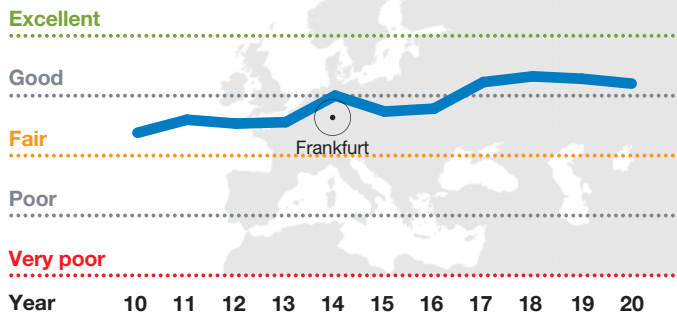 Excellent
Good
Frankfurt
Fair
Poor
Very poor
Year 10 11 12 13 14 15 16 17 18 19 20